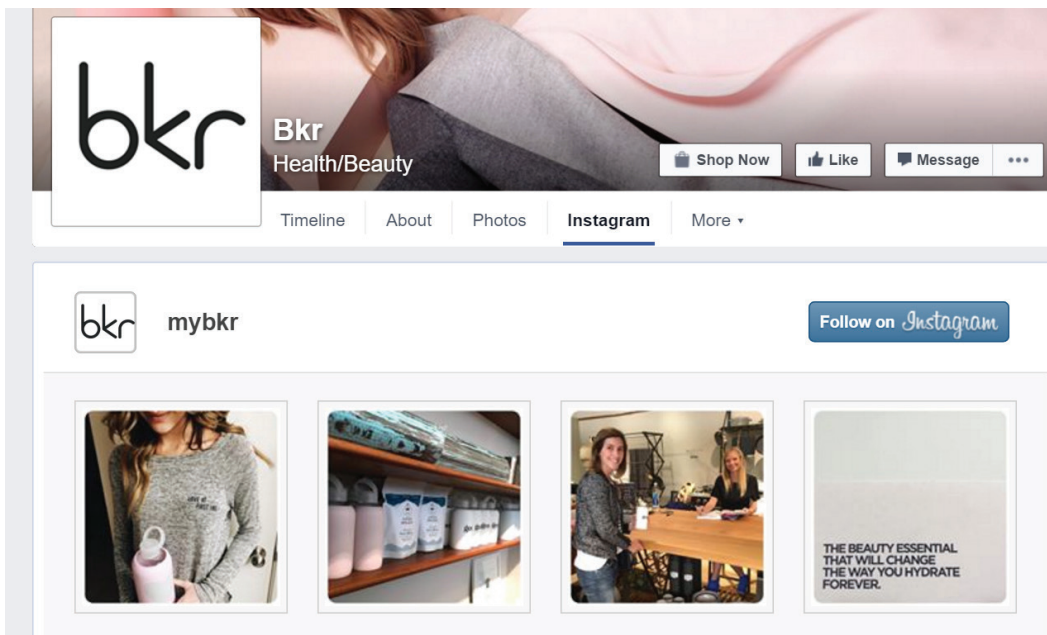 bkr
Bkr
Health/Beauty
Shop Now
Like
Message
Timeline
About
Photos
Instagram
More
bkr
mybkr
Follow on Instagram
THE BEAUTY ESSENTIAL
THAT WILL CHANGE
THE WAY YOU HYDRATE
FOREVER.